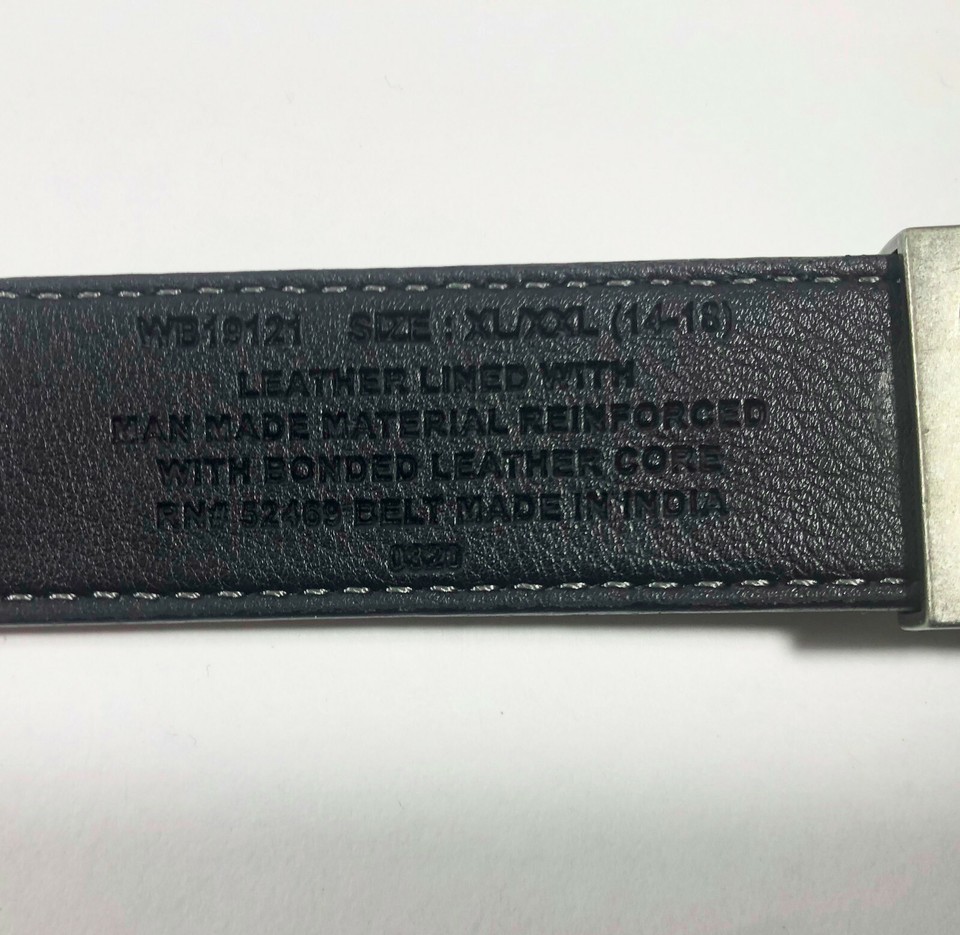 WB19121 SIZE : XL/XXL (14-18)
LEATHER LINED WITH
MAN MADE MATERIAL REINFORCED
WITH BONDED LEATHER CORE
RN# 52469 BELT MADE IN INDIA